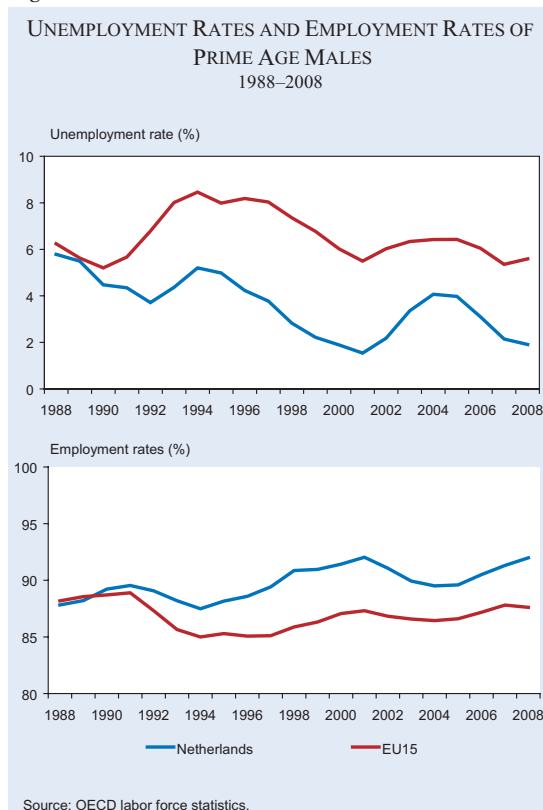 UNEMPLOYMENT RATES AND EMPLOYMENT RATES OF
PRIME AGE MALES
1988–2008
Unemployment rate (%)
10
8
6
4
2
0
1988 1990 1992 1994 1996 1998 2000 2002 2004 2006 2008
Employment rates (%)
100
95
90
85
80
1988 1990 1992 1994 1996 1998 2000 2002 2004 2006 2008
Netherlands EU15
Source: OECD labor force statistics.